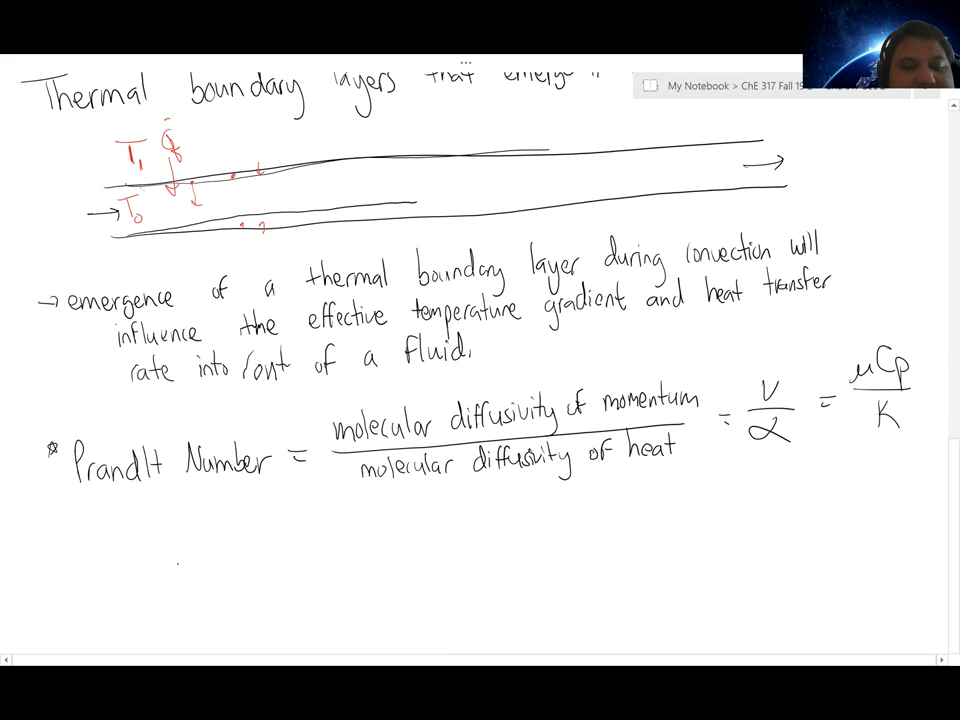 Thermal boundary layers that emerge
My Notebook > ChE 317 Fall 19
T₁ q
T₀
→ emergence of a thermal boundary layer during convection will
influence the effective temperature gradient and heat transfer
rate into/out of a fluid.
* Prandlt Number = molecular diffusivity of momentum / molecular diffusivity of heat = ν/α = μCp/K